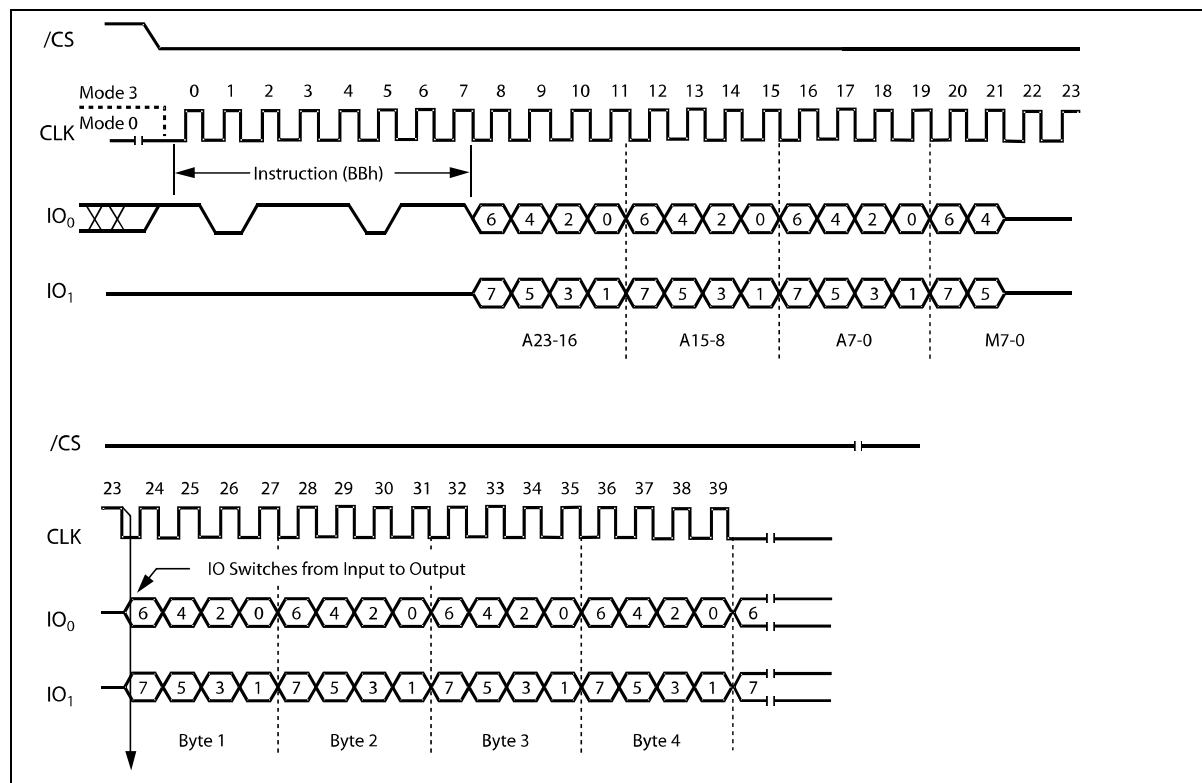 /CS
0 1 2 3 4 5 6 7 8 9 10 11 12 13 14 15 16 17 18 19 20 21 22 23
Mode 3
Mode 0
CLK
Instruction (BBh)
IO0 6 4 2 0 6 4 2 0 6 4 2 0 6 4
IO1 7 5 3 1 7 5 3 1 7 5 3 1 7 5
A23-16 A15-8 A7-0 M7-0
/CS
23 24 25 26 27 28 29 30 31 32 33 34 35 36 37 38 39
CLK
IO Switches from Input to Output
IO0 6 4 2 0 6 4 2 0 6 4 2 0 6 4 2 0 6
IO1 7 5 3 1 7 5 3 1 7 5 3 1 7 5 3 1 7
Byte 1 Byte 2 Byte 3 Byte 4